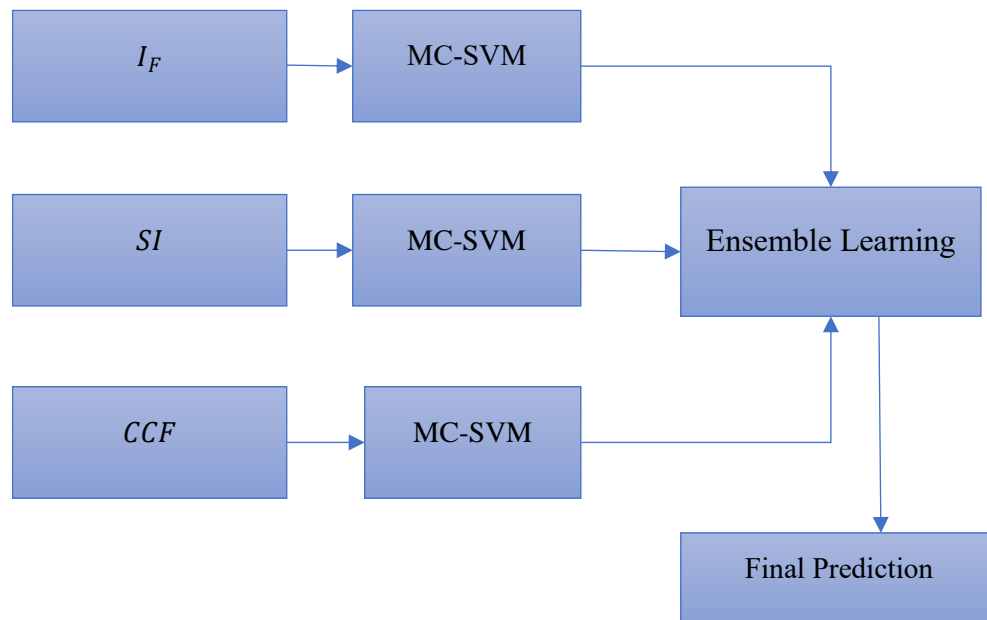 I_F
MC-SVM
SI
MC-SVM
Ensemble Learning
CCF
MC-SVM
Final Prediction